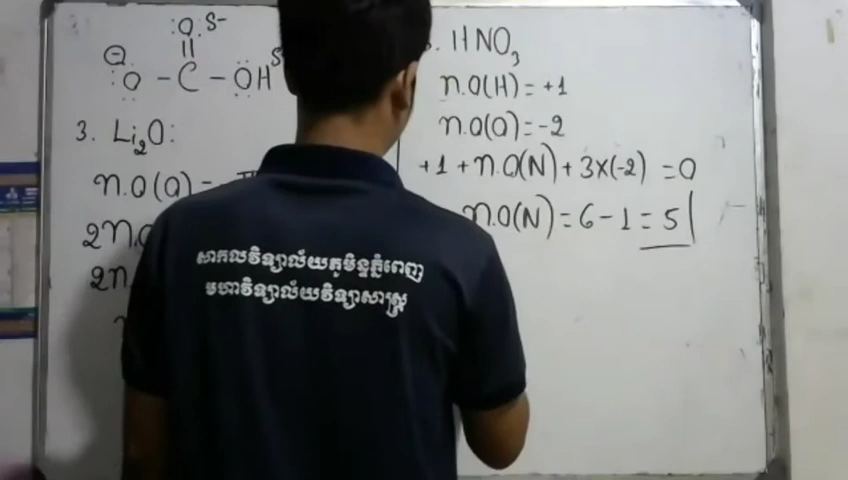 :O: δ-
||
⊖
:O - C - OH
3. Li₂O:
n.O(O) =
2n.
2n
HNO₃
n.O(H) = +1
n.O(O) = -2
+1 + n.O(N) + 3x(-2) = 0
n.O(N) = 6 - 1 = 5
សាកលវិទ្យាល័យភូមិន្ទភ្នំពេញ
មហាវិទ្យាល័យវិទ្យាសាស្ត្រ